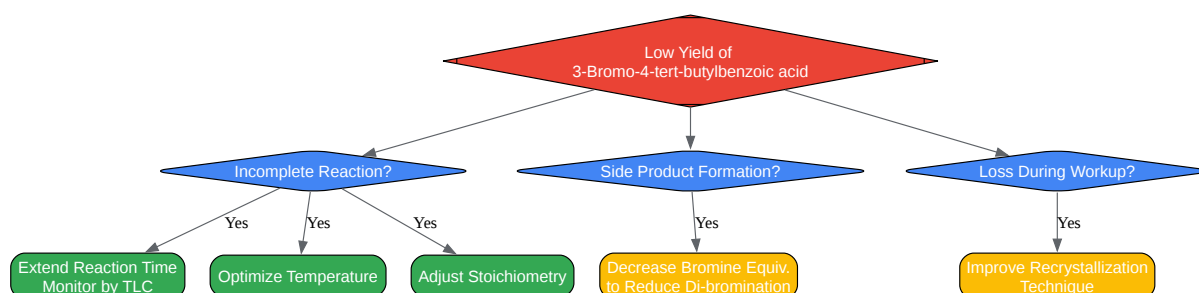 Low Yield of
3-Bromo-4-tert-butylbenzoic acid
Incomplete Reaction?
Side Product Formation?
Loss During Workup?
Yes
Yes
Yes
Yes
Yes
Extend Reaction Time
Monitor by TLC
Optimize Temperature
Adjust Stoichiometry
Decrease Bromine Equiv.
to Reduce Di-bromination
Improve Recrystallization
Technique